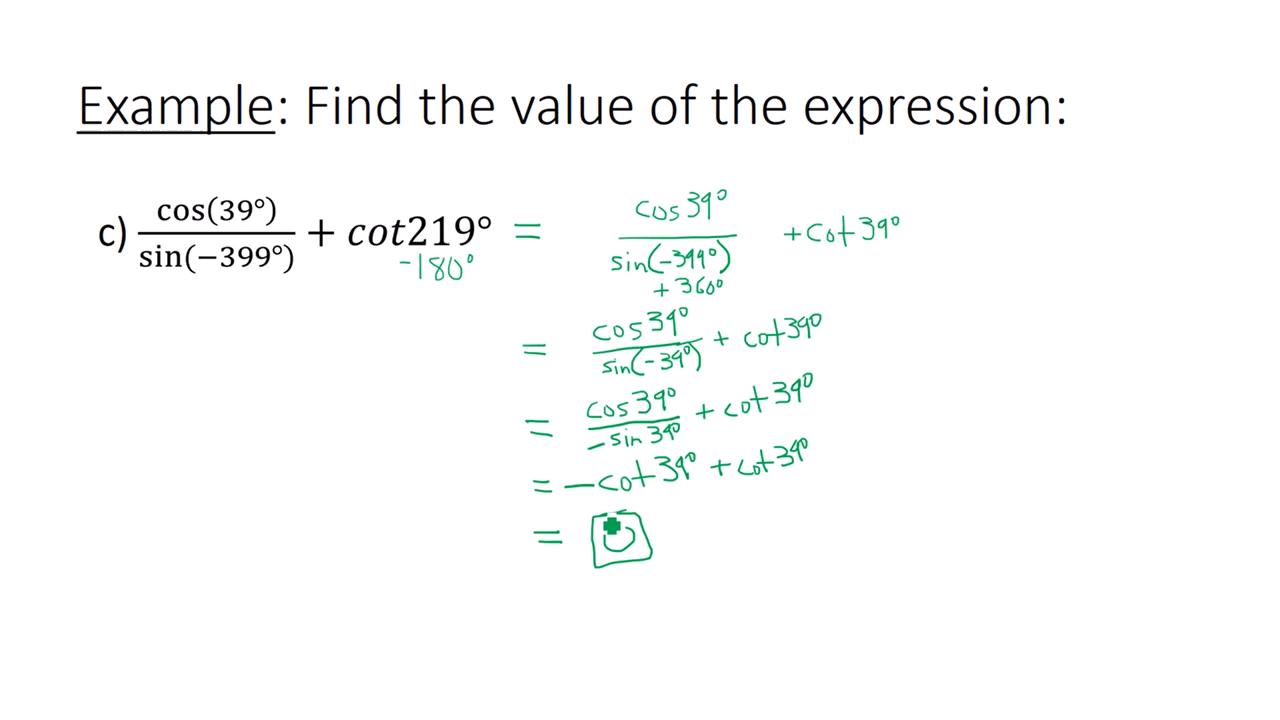 Example: Find the value of the expression:
c) cos(39°)/sin(−399°) + cot219° = cos 39°/sin(−399°) + cot 39°
−180°
+ 360°
= cos 39°/sin(−39°) + cot 39°
= cos 39°/−sin 39° + cot 39°
= −cot 39° + cot 39°
=